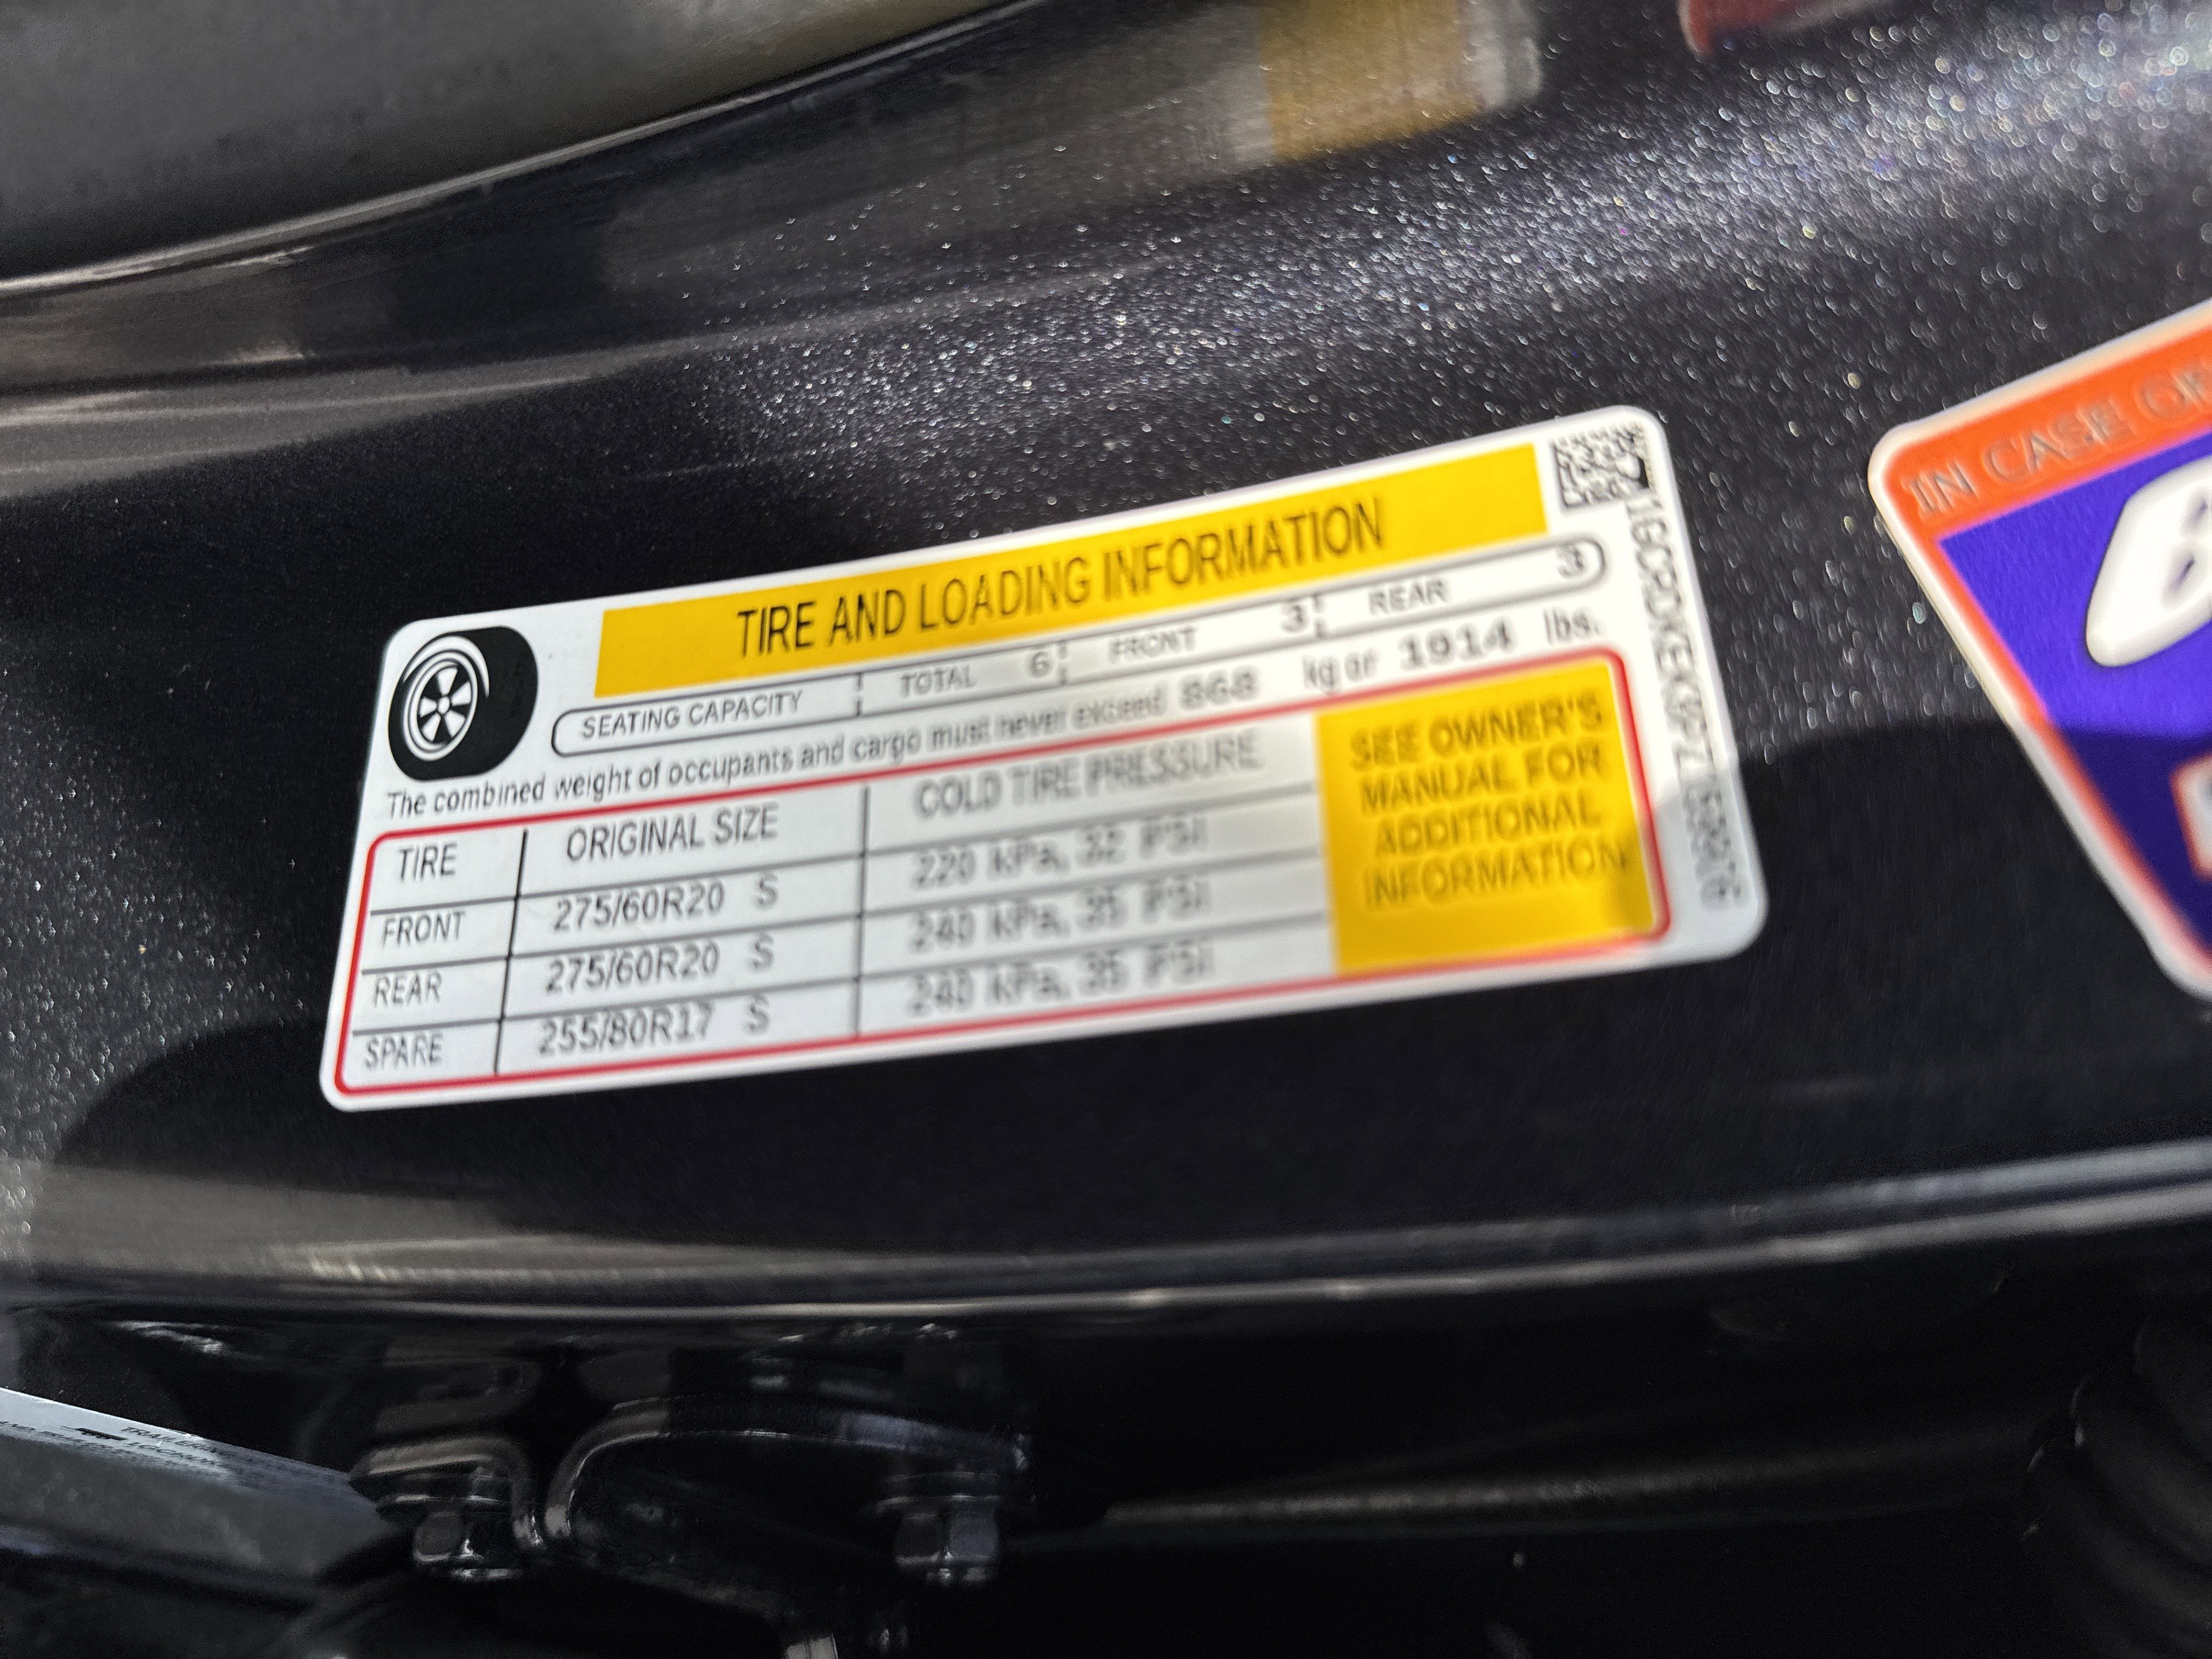 TIRE AND LOADING INFORMATION
SEATING CAPACITY TOTAL 6 FRONT 3 REAR 3
The combined weight of occupants and cargo must never exceed 868 kg or 1914 lbs.
TIRE ORIGINAL SIZE COLD TIRE PRESSURE
FRONT 275/60R20 S 220 kPa, 32 PSI
REAR 275/60R20 S 240 kPa, 35 PSI
SPARE 255/80R17 S 240 kPa, 35 PSI
SEE OWNER'S
MANUAL FOR
ADDITIONAL
INFORMATION
IN CASE OF